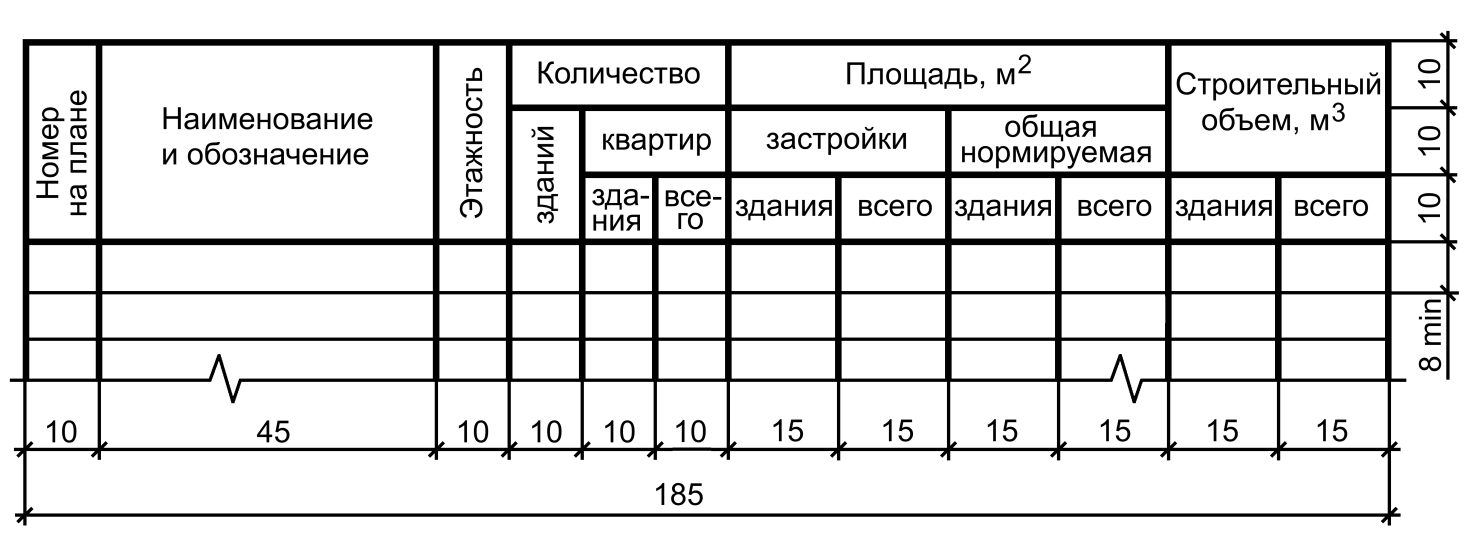 Номер
на плане
Наименование
и обозначение
Этажность
Количество
Площадь, м²
Строительный
объем, м³
зданий
квартир
застройки
общая
нормируемая
зда-
ния
все-
го
здания
всего
здания
всего
здания
всего
10
10
10
8 min
10
45
10
10
10
10
15
15
15
15
15
15
185